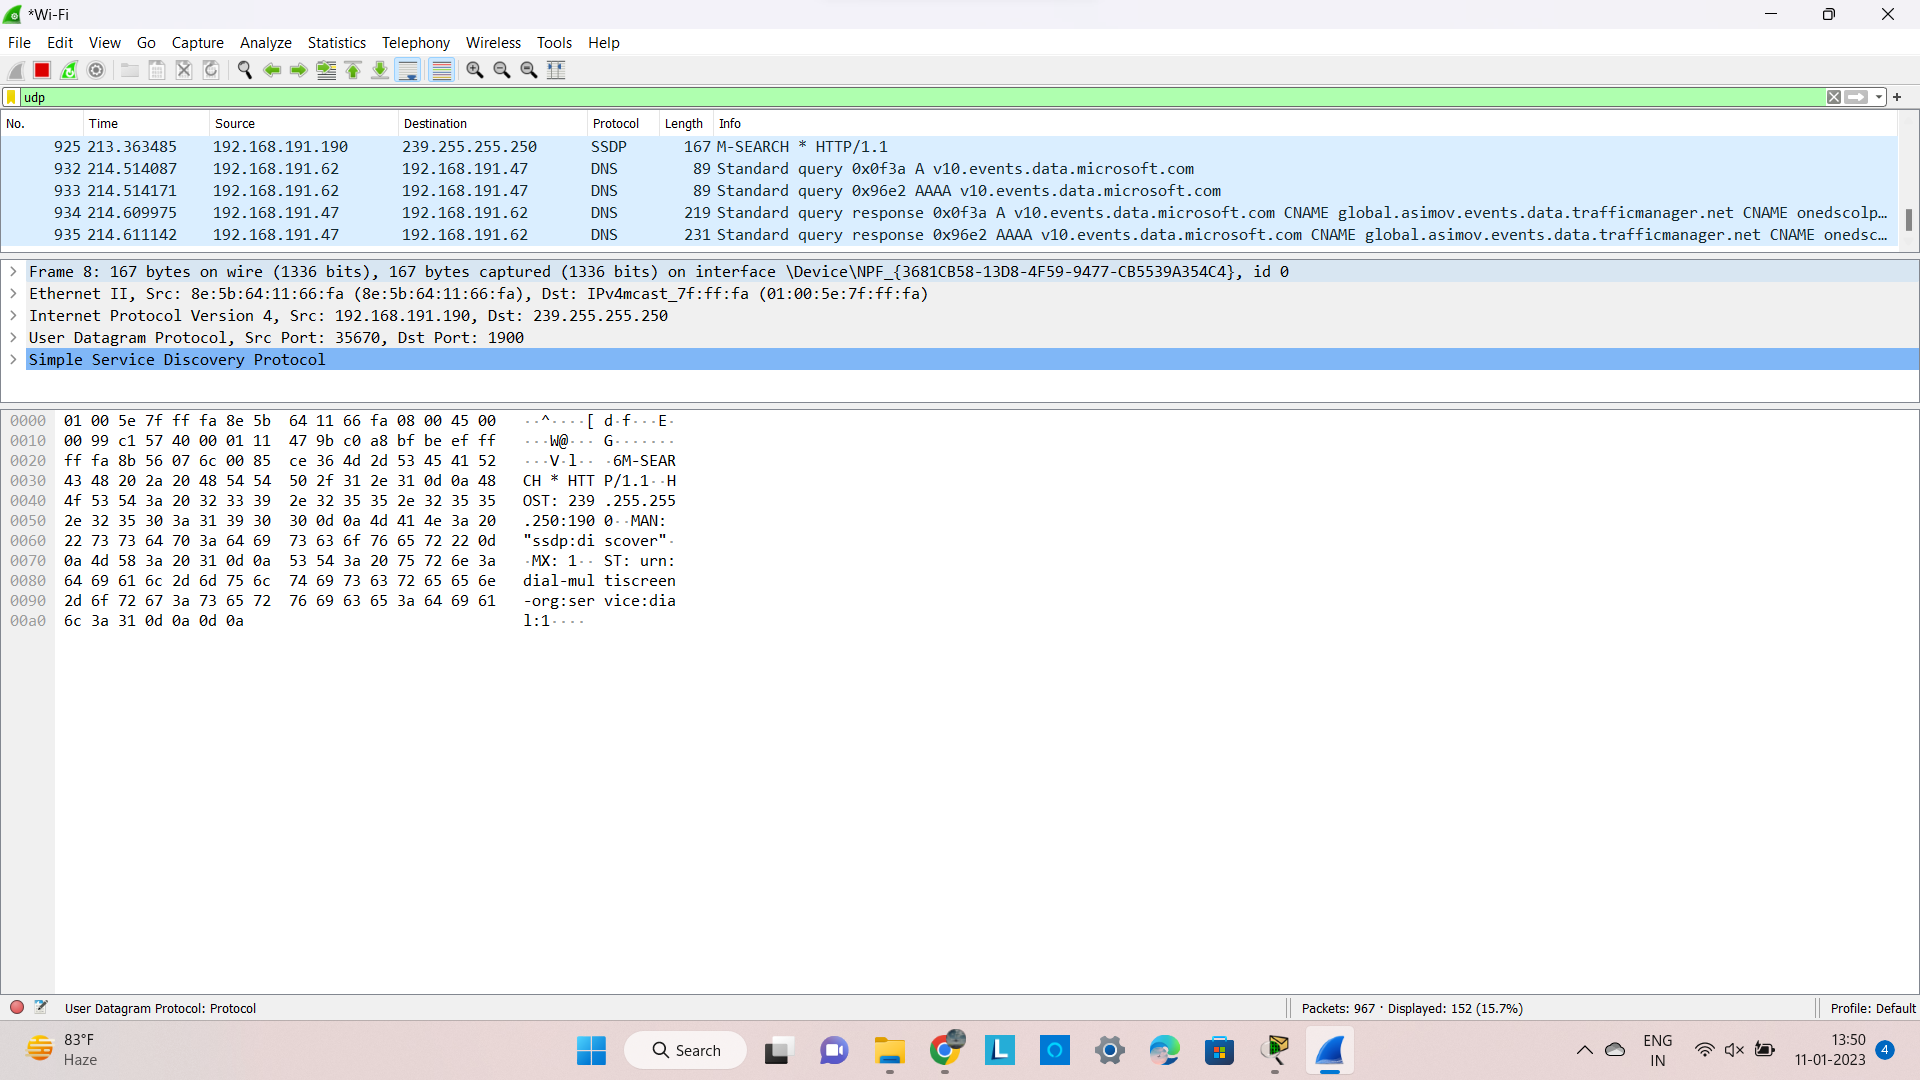 *Wi-Fi
File Edit View Go Capture Analyze Statistics Telephony Wireless Tools Help
udp
No. Time Source Destination Protocol Length Info
925 213.363485 192.168.191.190 239.255.255.250 SSDP 167 M-SEARCH * HTTP/1.1
932 214.514087 192.168.191.62 192.168.191.47 DNS 89 Standard query 0x0f3a A v10.events.data.microsoft.com
933 214.514171 192.168.191.62 192.168.191.47 DNS 89 Standard query 0x96e2 AAAA v10.events.data.microsoft.com
934 214.609975 192.168.191.47 192.168.191.62 DNS 219 Standard query response 0x0f3a A v10.events.data.microsoft.com CNAME global.asimov.events.data.trafficmanager.net CNAME onedscolp…
935 214.611142 192.168.191.47 192.168.191.62 DNS 231 Standard query response 0x96e2 AAAA v10.events.data.microsoft.com CNAME global.asimov.events.data.trafficmanager.net CNAME onedsc…
Frame 8: 167 bytes on wire (1336 bits), 167 bytes captured (1336 bits) on interface \Device\NPF_{3681CB58-13D8-4F59-9477-CB5539A354C4}, id 0
Ethernet II, Src: 8e:5b:64:11:66:fa (8e:5b:64:11:66:fa), Dst: IPv4mcast_7f:ff:fa (01:00:5e:7f:ff:fa)
Internet Protocol Version 4, Src: 192.168.191.190, Dst: 239.255.255.250
User Datagram Protocol, Src Port: 35670, Dst Port: 1900
Simple Service Discovery Protocol
0000 01 00 5e 7f ff fa 8e 5b 64 11 66 fa 08 00 45 00 ··^····[ d·f···E·
0010 00 99 c1 57 40 00 01 11 47 9b c0 a8 bf be ef ff ···W@··· G·······
0020 ff fa 8b 56 07 6c 00 85 ce 36 4d 2d 53 45 41 52 ···V·l·· ·6M-SEAR
0030 43 48 20 2a 20 48 54 54 50 2f 31 2e 31 0d 0a 48 CH * HTT P/1.1··H
0040 4f 53 54 3a 20 32 33 39 2e 32 35 35 2e 32 35 35 OST: 239 .255.255
0050 2e 32 35 30 3a 31 39 30 30 0d 0a 4d 41 4e 3a 20 .250:190 0··MAN:
0060 22 73 73 64 70 3a 64 69 73 63 6f 76 65 72 22 0d "ssdp:di scover"·
0070 0a 4d 58 3a 20 31 0d 0a 53 54 3a 20 75 72 6e 3a ·MX: 1·· ST: urn:
0080 64 69 61 6c 2d 6d 75 6c 74 69 73 63 72 65 65 6e dial-mul tiscreen
0090 2d 6f 72 67 3a 73 65 72 76 69 63 65 3a 64 69 61 -org:ser vice:dia
00a0 6c 3a 31 0d 0a 0d 0a l:1····
User Datagram Protocol: Protocol Packets: 967 · Displayed: 152 (15.7%) Profile: Default
83°F
Haze
Search
L
ENG
IN
13:50
11-01-2023
4